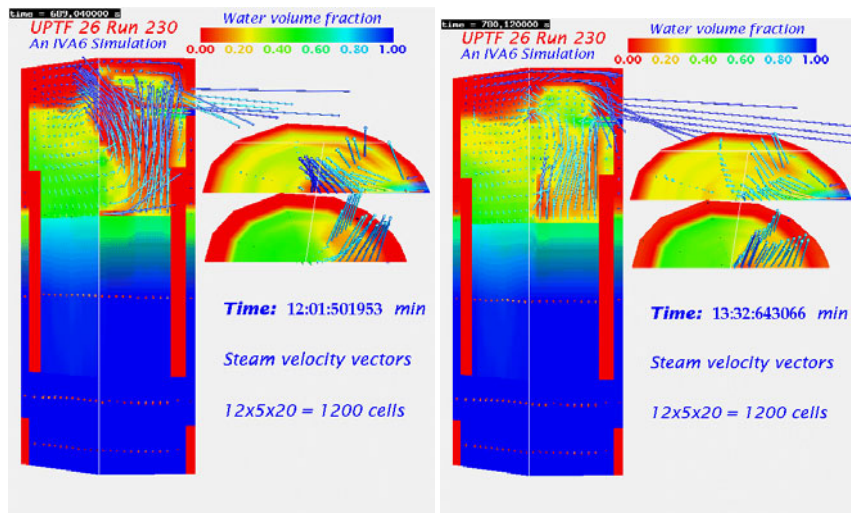 time = 689,040000 s
UPTF 26 Run 230
An IVA6 Simulation
Water volume fraction
0.00 0.20 0.40 0.60 0.80 1.00
Time: 12:01:501953 min
Steam velocity vectors
12x5x20 = 1200 cells
time = 780,120000 s
UPTF 26 Run 230
An IVA6 Simulation
Water volume fraction
0.00 0.20 0.40 0.60 0.80 1.00
Time: 13:32:643066 min
Steam velocity vectors
12x5x20 = 1200 cells